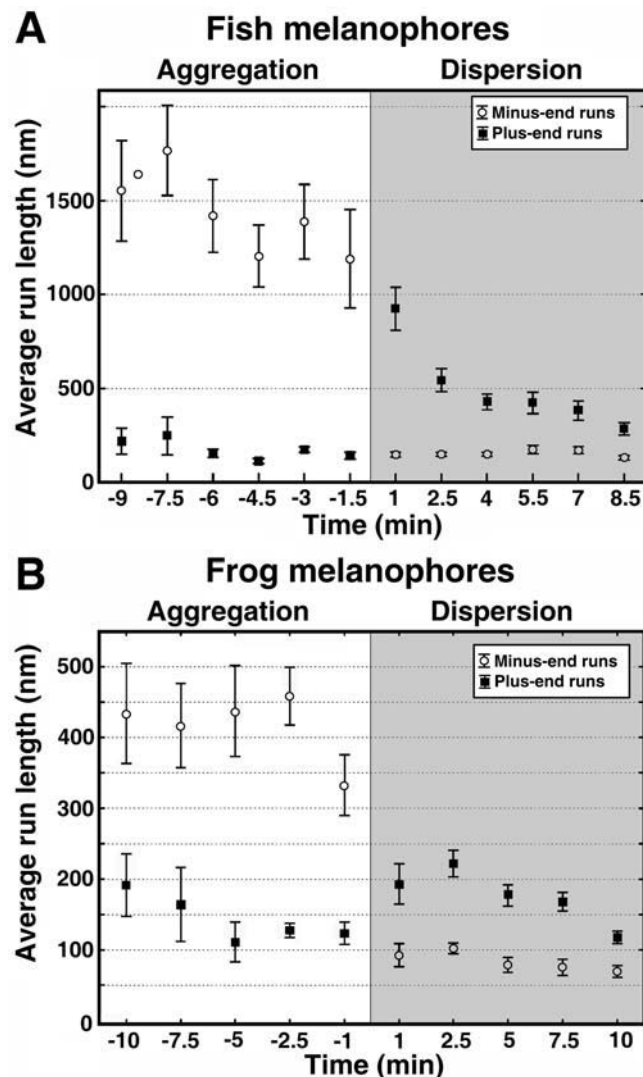 A Fish melanophores
Aggregation Dispersion
Minus-end runs
Plus-end runs
Average run length (nm)
1500
1000
500
0
-9 -7.5 -6 -4.5 -3 -1.5 1 2.5 4 5.5 7 8.5
Time (min)
B Frog melanophores
Aggregation Dispersion
Minus-end runs
Plus-end runs
Average run length (nm)
500
400
300
200
100
0
-10 -7.5 -5 -2.5 -1 1 2.5 5 7.5 10
Time (min)